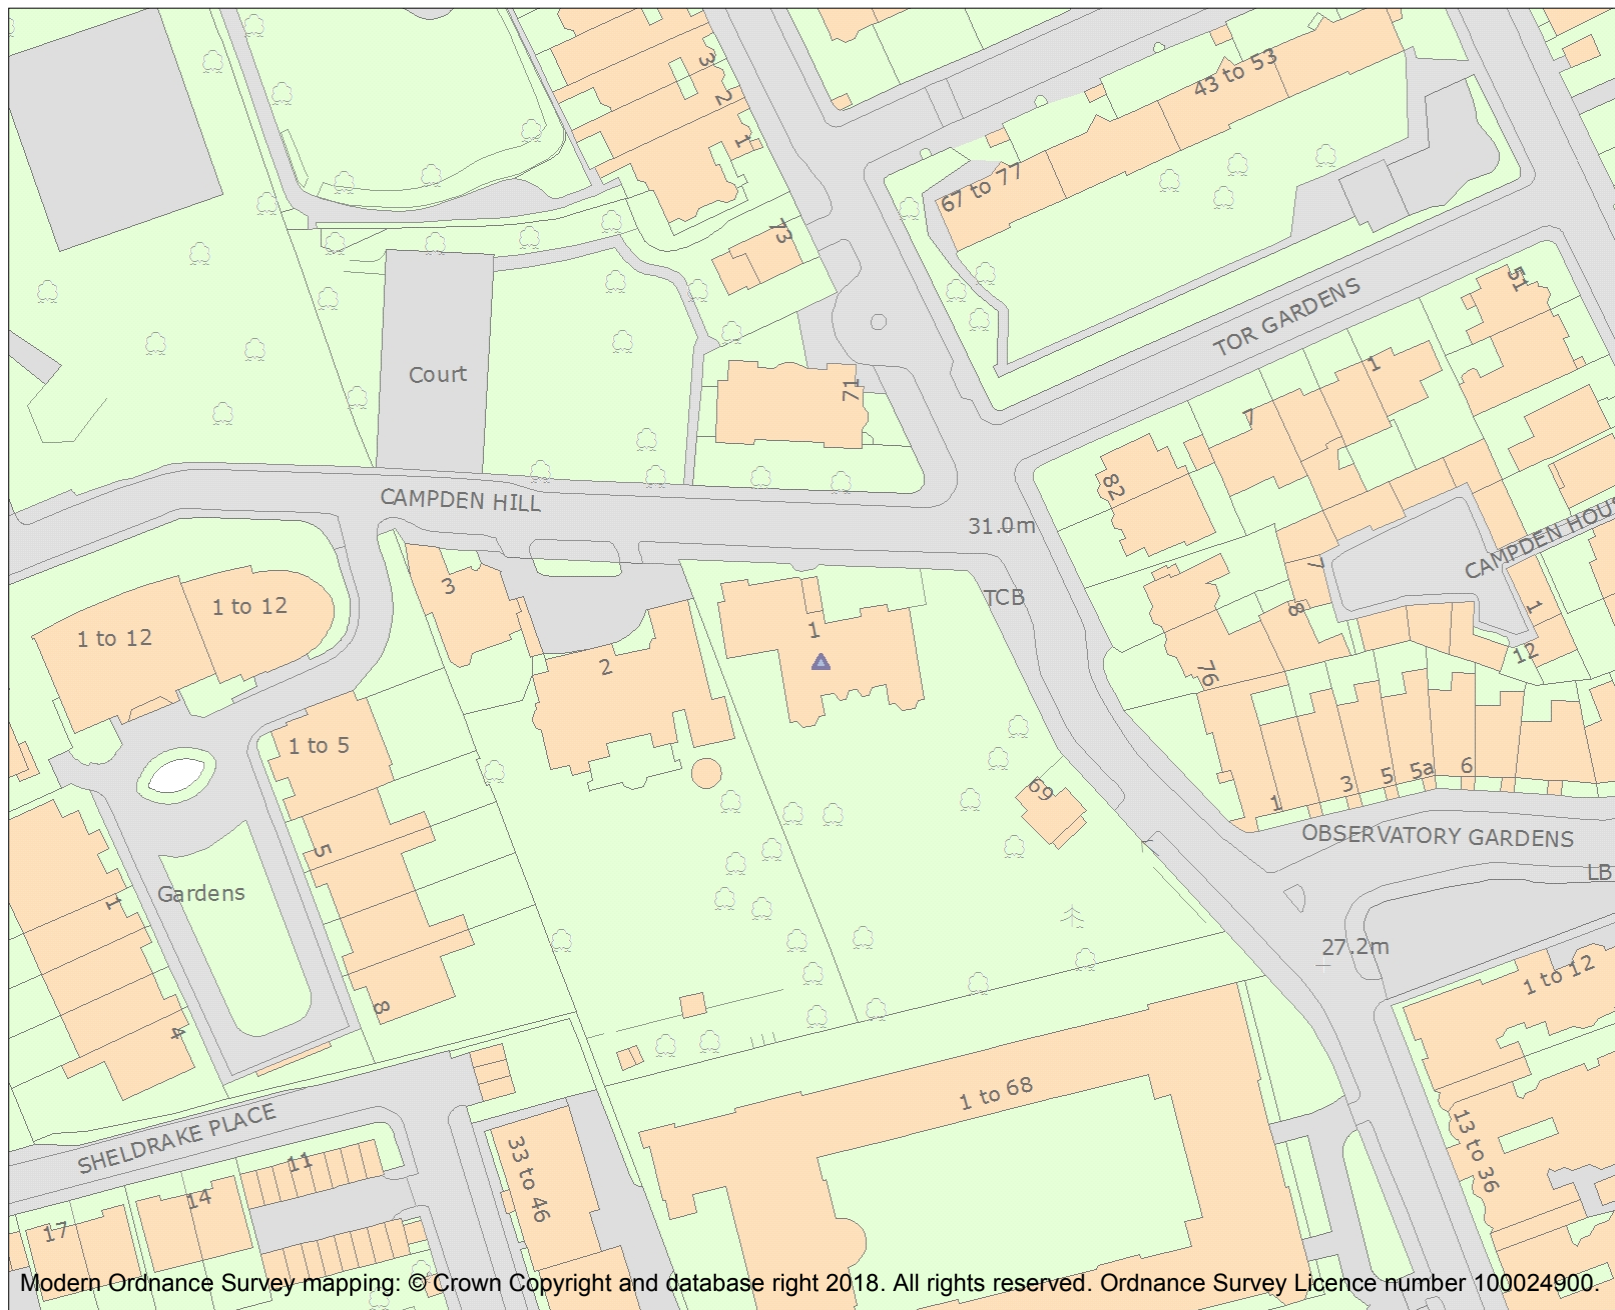 3
2
1
43 to 53
67 to 77
73
51
TOR GARDENS
Court
71
1
7
82
CAMPDEN HILL
31.0m
CAMPDEN HOUS
7
3
1 to 12
1 to 12
TCB
8
1
1
2
76
12
1 to 5
69
1
3
5
5a
6
OBSERVATORY GARDENS
5
LB
Gardens
1
27.2m
1 to 12
8
4
1 to 68
SHELDRAKE PLACE
33 to 46
13 to 36
11
14
17
Modern Ordnance Survey mapping: © Crown Copyright and database right 2018. All rights reserved. Ordnance Survey Licence number 100024900.